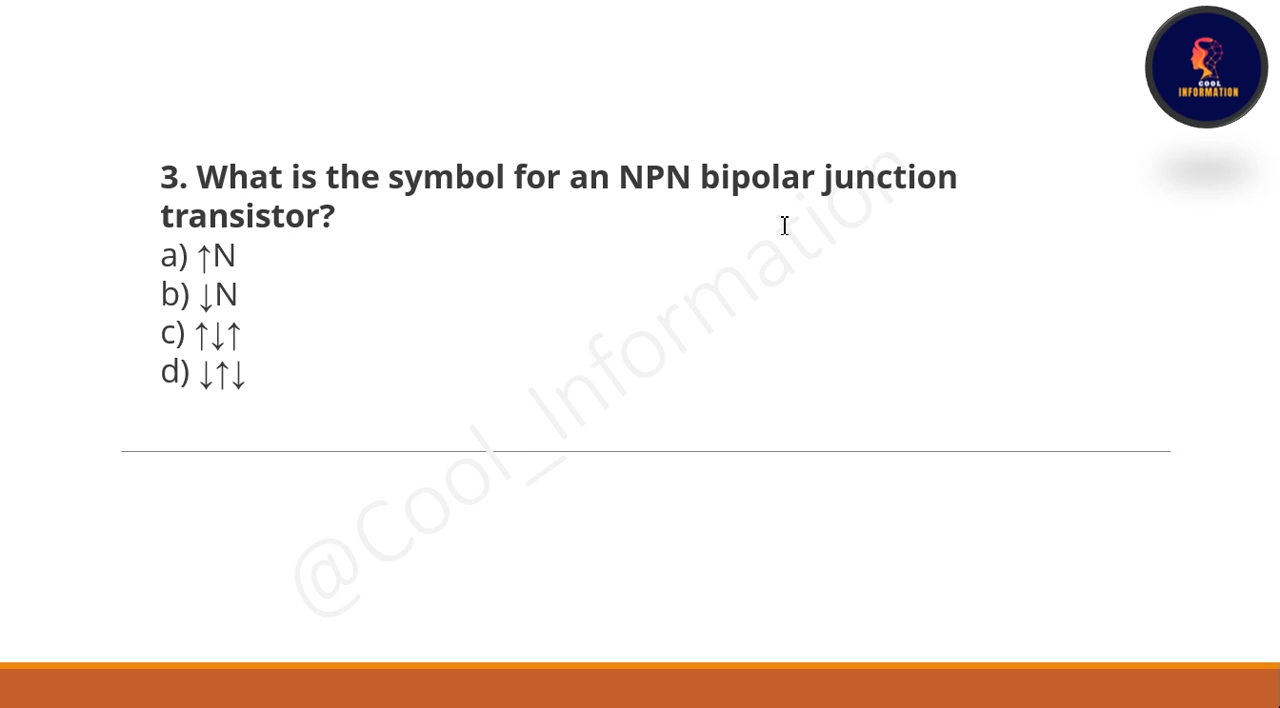 COOL
INFORMATION
3. What is the symbol for an NPN bipolar junction
transistor?
a) ↑N
b) ↓N
c) ↑↓↑
d) ↓↑↓
@Cool_Information